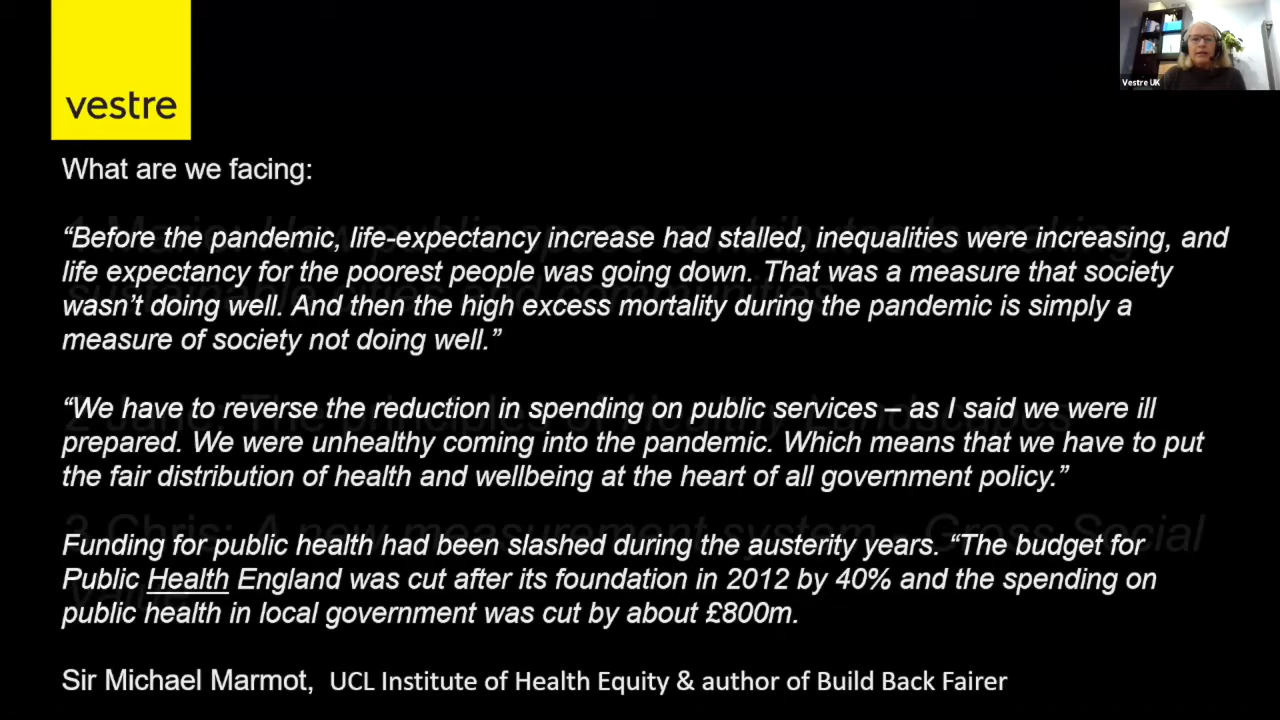 vestre
Vestre UK
What are we facing:
“Before the pandemic, life-expectancy increase had stalled, inequalities were increasing, and
life expectancy for the poorest people was going down. That was a measure that society
wasn’t doing well. And then the high excess mortality during the pandemic is simply a
measure of society not doing well.”
“We have to reverse the reduction in spending on public services – as I said we were ill
prepared. We were unhealthy coming into the pandemic. Which means that we have to put
the fair distribution of health and wellbeing at the heart of all government policy.”
Funding for public health had been slashed during the austerity years. “The budget for
Public Health England was cut after its foundation in 2012 by 40% and the spending on
public health in local government was cut by about £800m.
Sir Michael Marmot, UCL Institute of Health Equity & author of Build Back Fairer